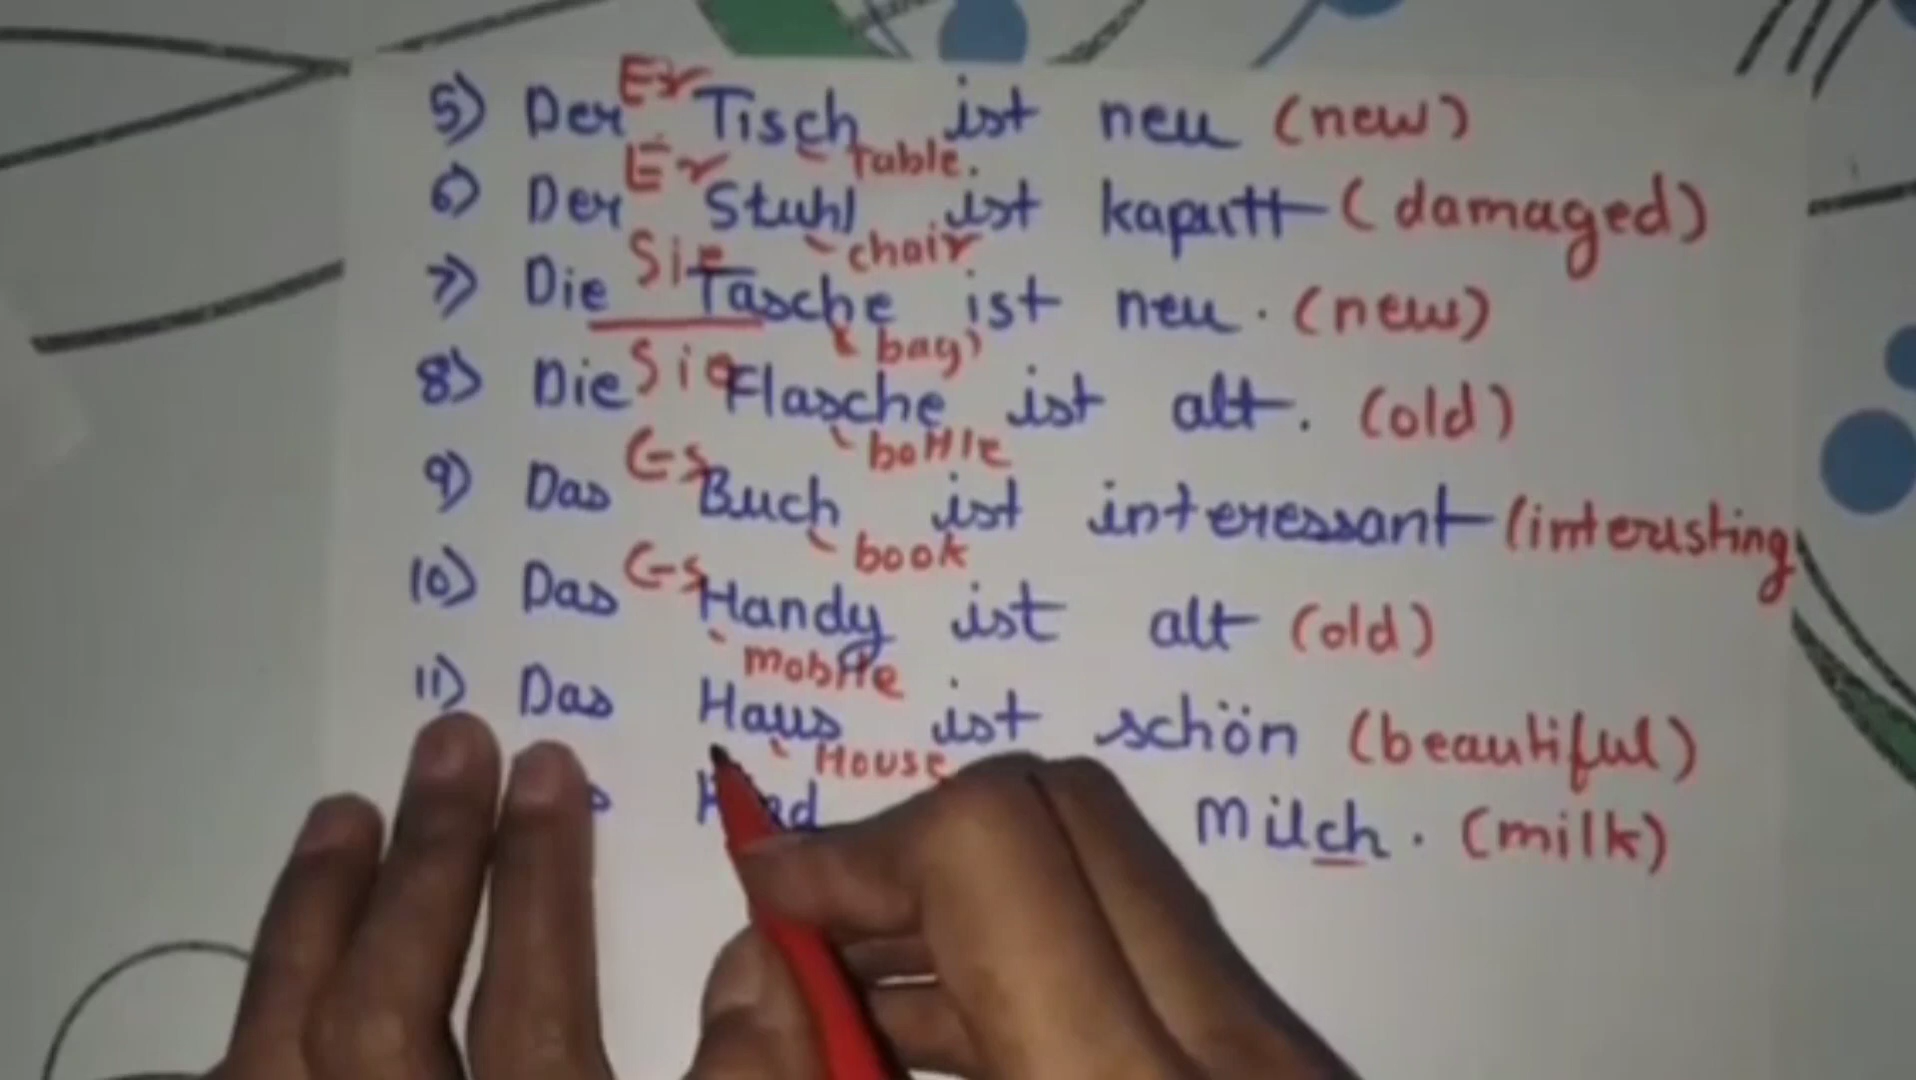 5) Der Er Tisch ist neu (new)
table.
6) Der Er Stuhl ist kaputt (damaged)
chair
7) Die Sie Tasche ist neu. (new)
bag
8) Die Sie Flasche ist alt. (old)
bottle
9) Das Es Buch ist interessant (interesting
book
10) Das Es Handy ist alt (old)
mobile
11) Das Haus ist schön (beautiful)
House
Milch. (milk)